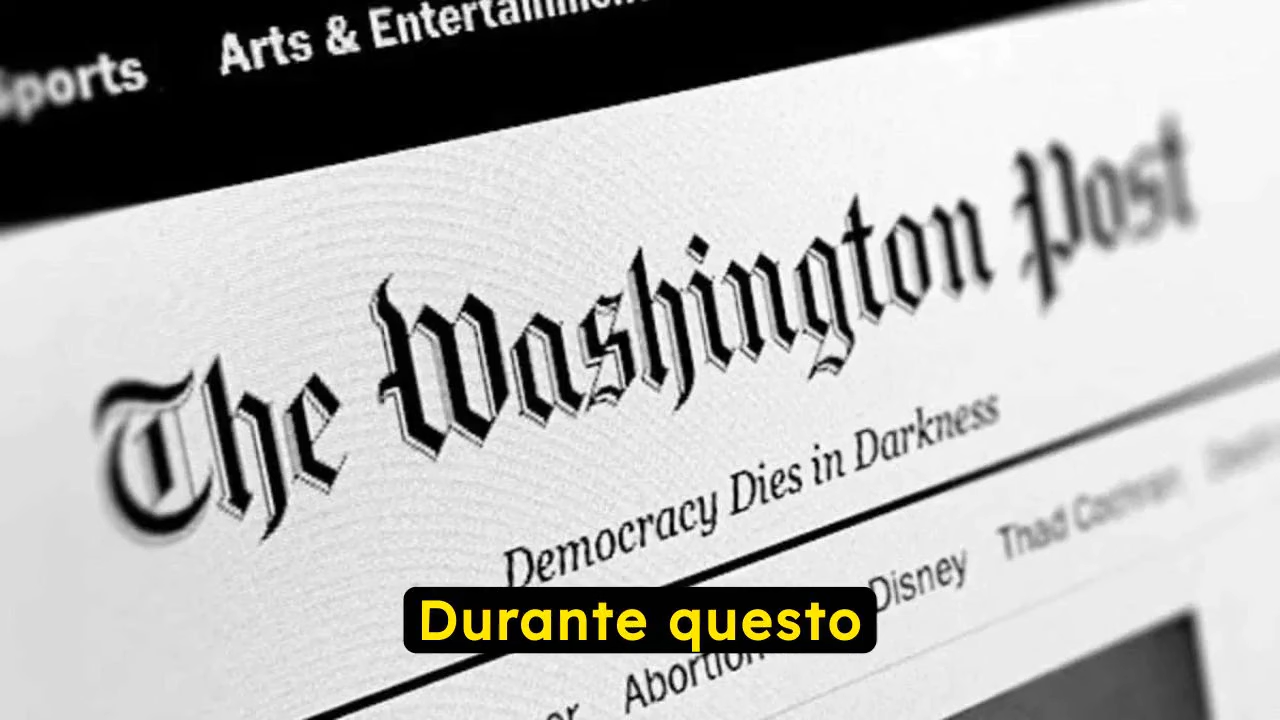 Sports Arts & Entertainment
The Washington Post
Democracy Dies in Darkness
Disney Thad Cochran
Abortion
Durante questo